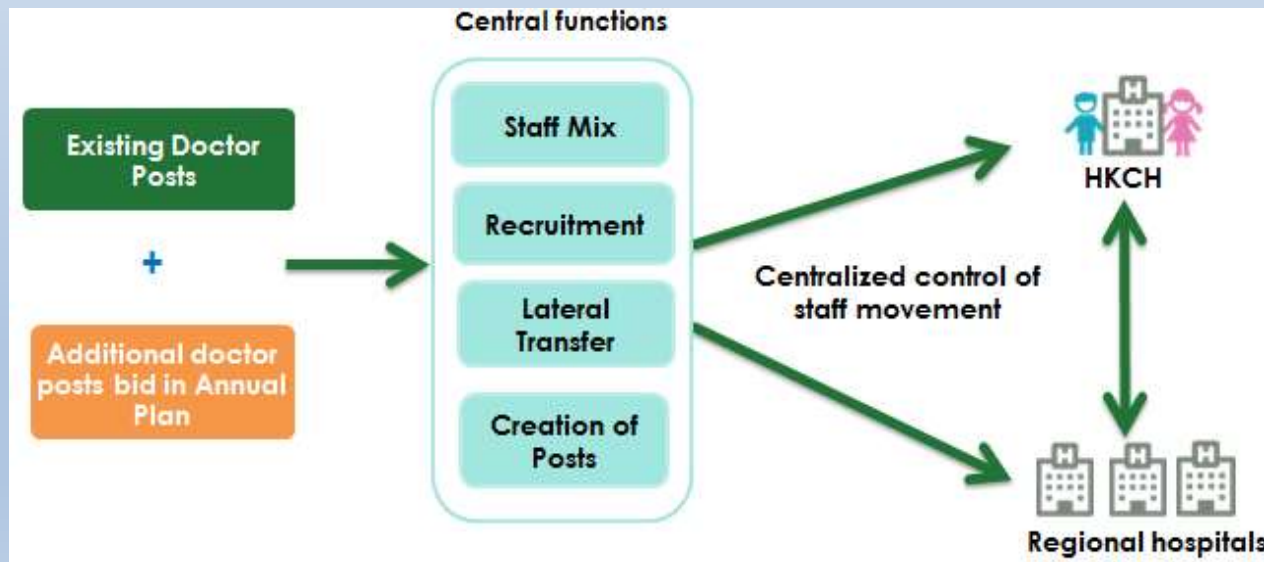 Central functions
Existing Doctor
Posts
+
Additional doctor
posts bid in Annual
Plan
Staff Mix
Recruitment
Lateral
Transfer
Creation of
Posts
Centralized control of
staff movement
H
HKCH
H H H
Regional hospitals